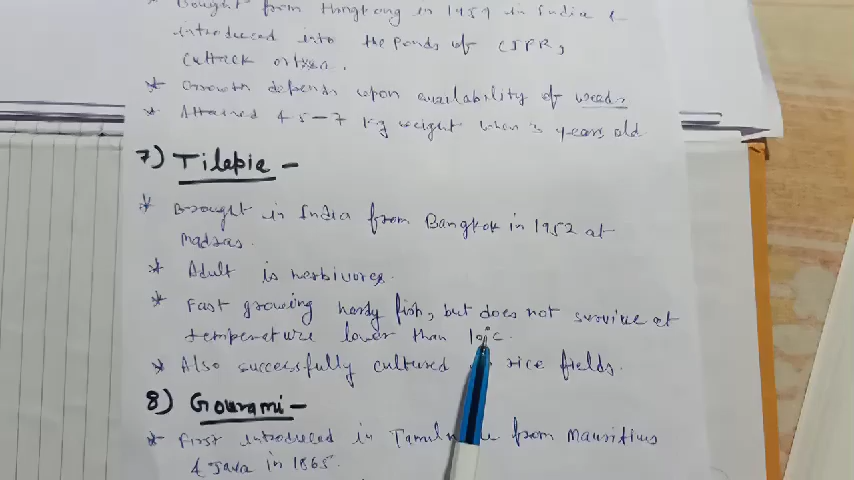 * Bought from Hongkong in 1959 in India &
introduced into the ponds of CIFR,
Cuttack orissa.
* Growth depends upon availability of weeds
* Attained 4.5-7 Kg weight when 3 years old
7) Tilapia -
* Brought in India from Bangkok in 1952 at
Madras.
* Adult is herbivores.
* Fast growing hardy fish, but does not survive at
temperature lower than 10°C.
* Also successfully cultured rice fields.
8) Gourami -
* First introduced in from Mauritius
& Java in 1865.